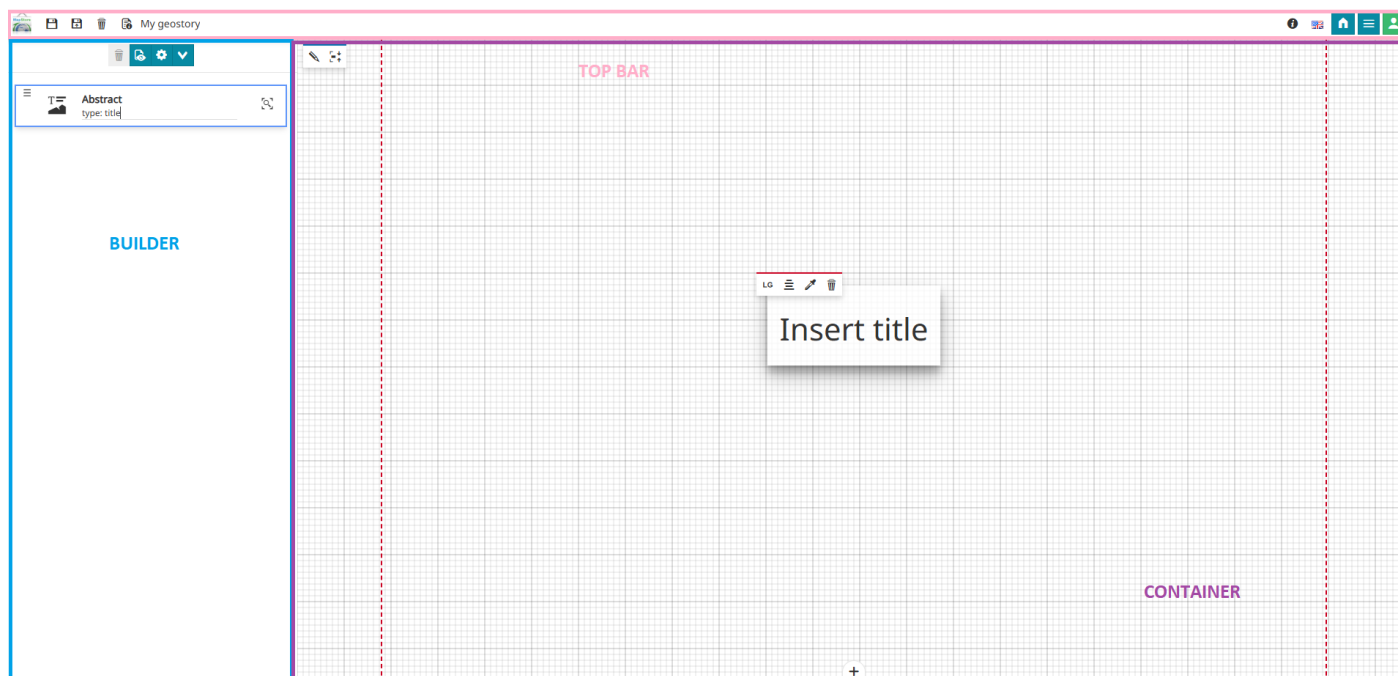 My geostory
TOP BAR
Abstract
type: title
BUILDER
LG
Insert title
CONTAINER